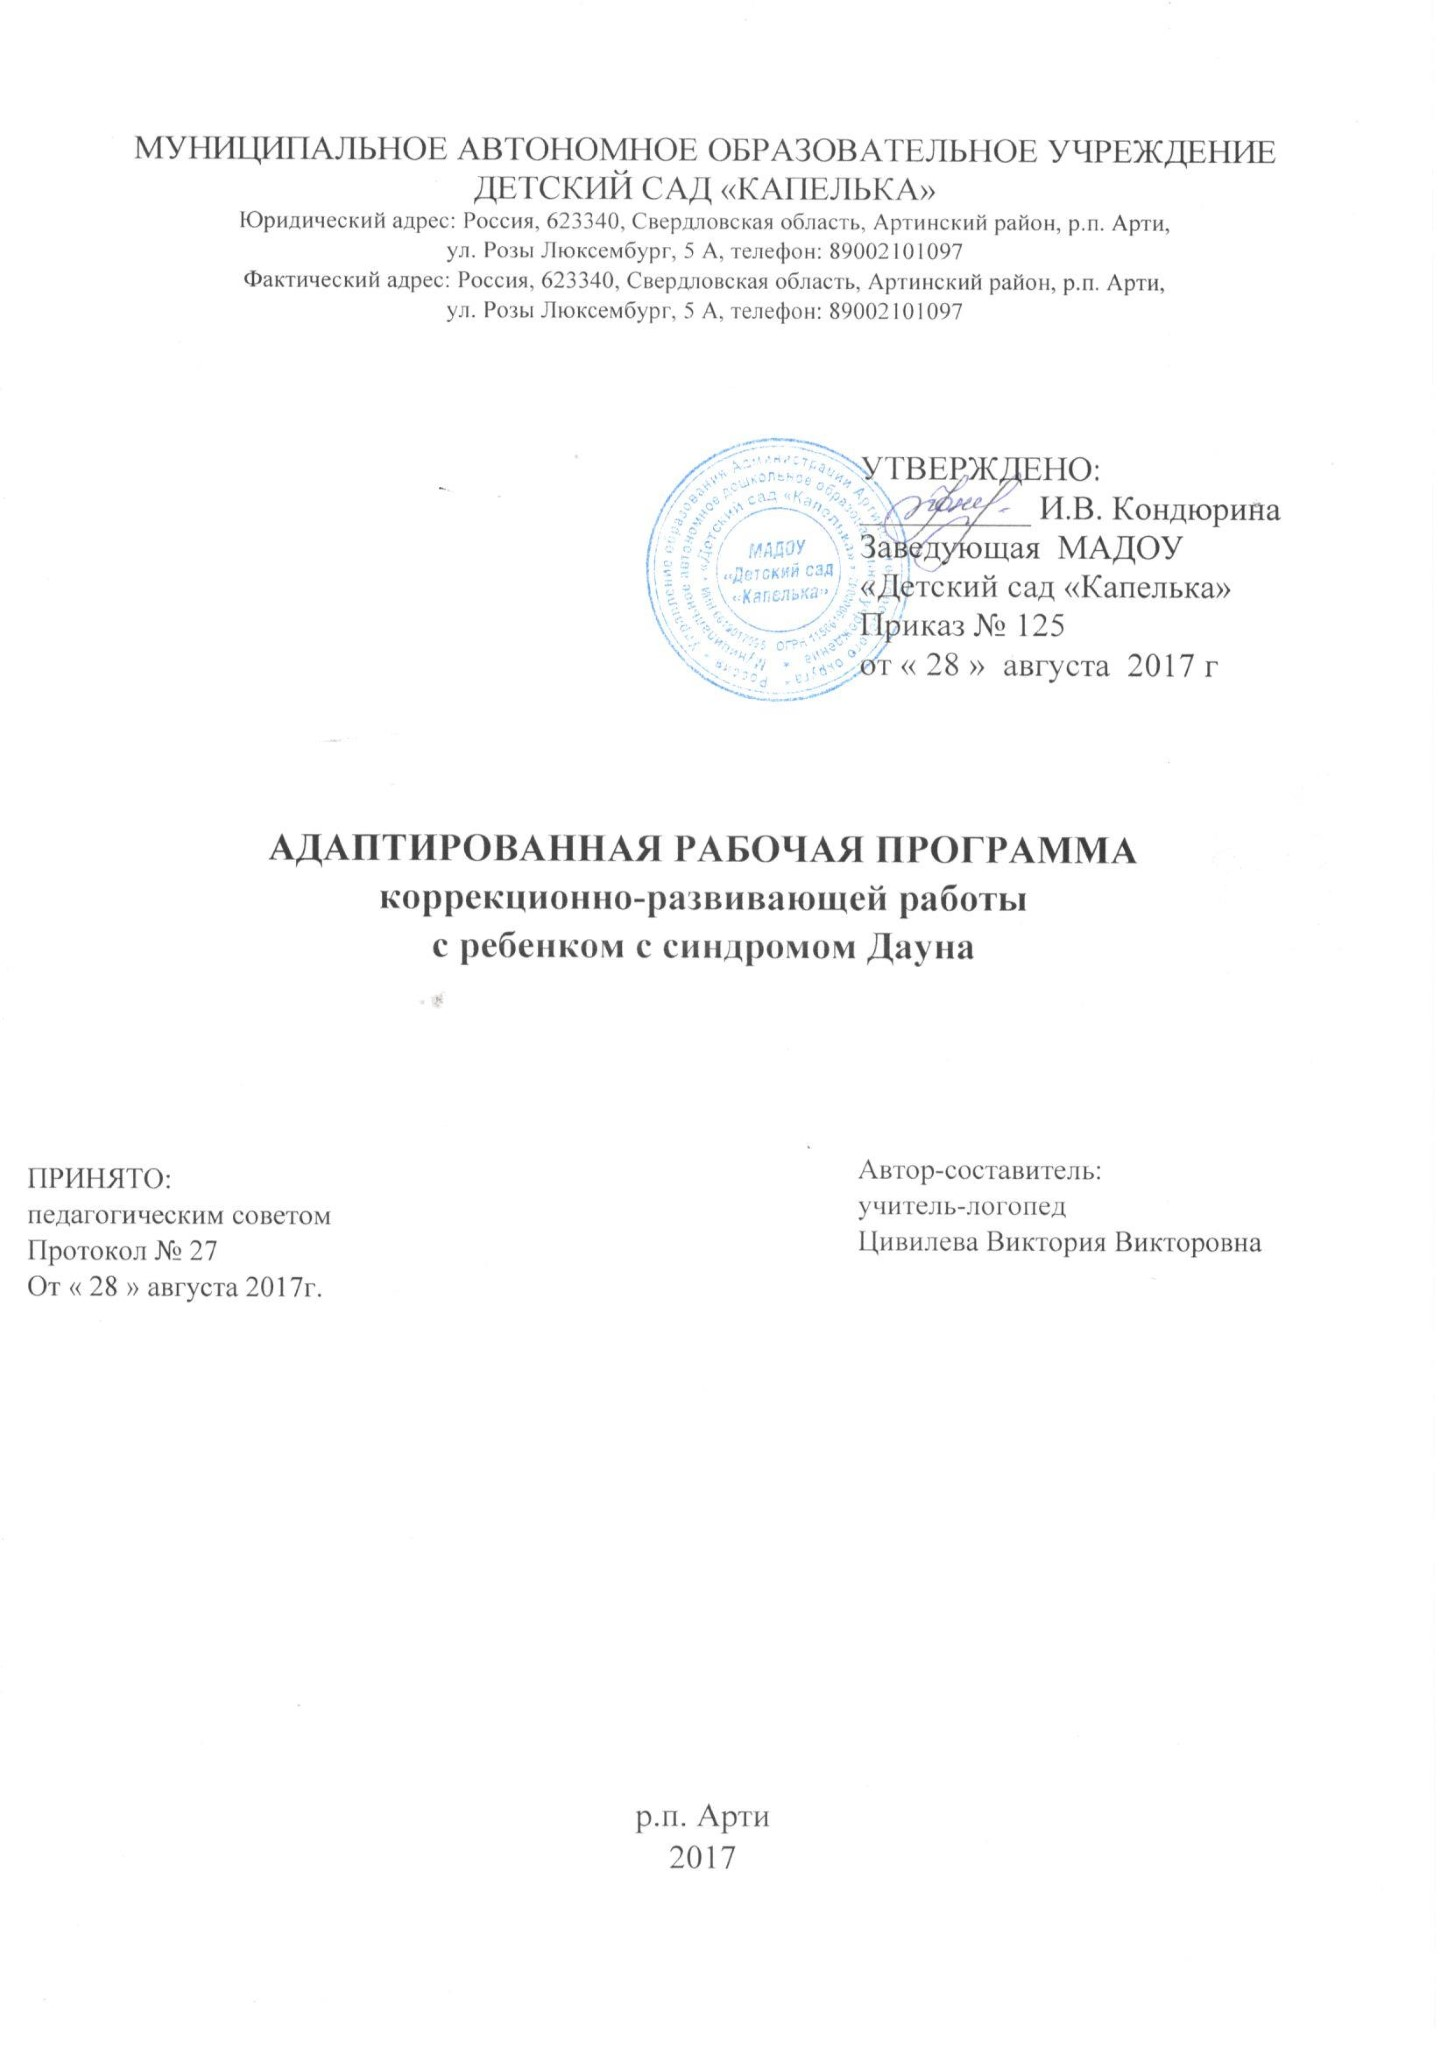 МУНИЦИПАЛЬНОЕ АВТОНОМНОЕ ОБРАЗОВАТЕЛЬНОЕ УЧРЕЖДЕНИЕ
ДЕТСКИЙ САД «КАПЕЛЬКА»
Юридический адрес: Россия, 623340, Свердловская область, Артинский район, р.п. Арти,
ул. Розы Люксембург, 5 А, телефон: 89002101097
Фактический адрес: Россия, 623340, Свердловская область, Артинский район, р.п. Арти,
ул. Розы Люксембург, 5 А, телефон: 89002101097
УТВЕРЖДЕНО:
__________ И.В. Кондюрина
Заведующая МАДОУ
«Детский сад «Капелька»
Приказ № 125
от « 28 » августа 2017 г
МАДОУ
«Детский сад
«Капелька»
АДАПТИРОВАННАЯ РАБОЧАЯ ПРОГРАММА
коррекционно-развивающей работы
с ребенком с синдромом Дауна
ПРИНЯТО:
педагогическим советом
Протокол № 27
От « 28 » августа 2017г.
Автор-составитель:
учитель-логопед
Цивилева Виктория Викторовна
р.п. Арти
2017